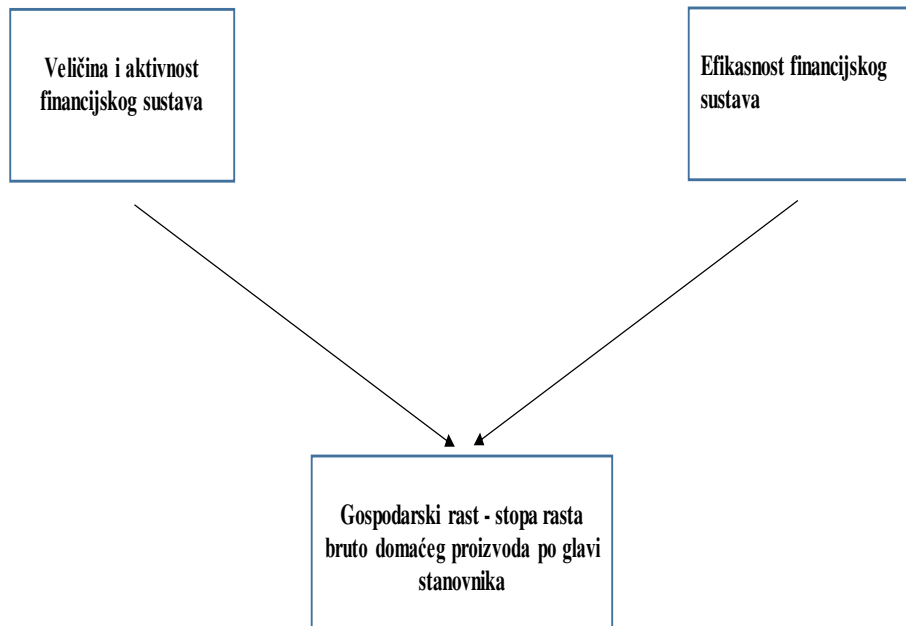 Veličina i aktivnost
financijskog sustava
Efikasnost financijskog
sustava
Gospodarski rast - stopa rasta
bruto domaćeg proizvoda po glavi
stanovnika